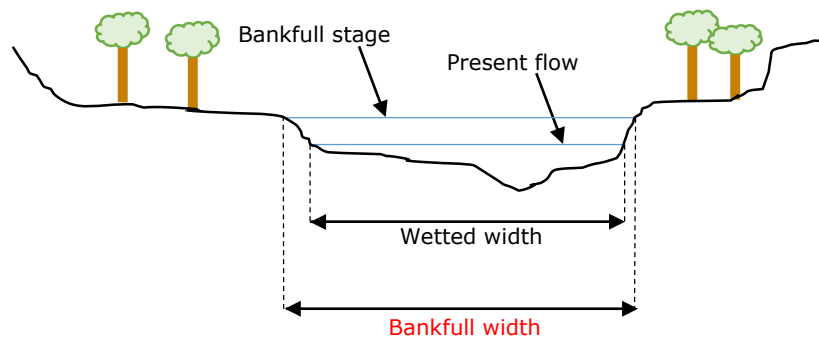 Bankfull stage
Present flow
Wetted width
Bankfull width